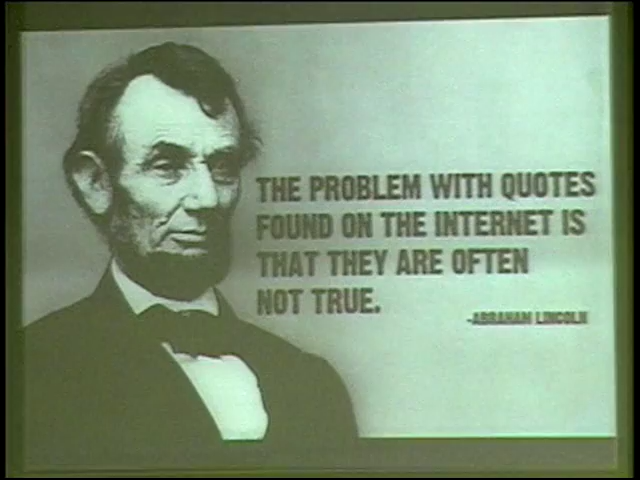 THE PROBLEM WITH QUOTES
FOUND ON THE INTERNET IS
THAT THEY ARE OFTEN
NOT TRUE.
-ABRAHAM LINCOLN